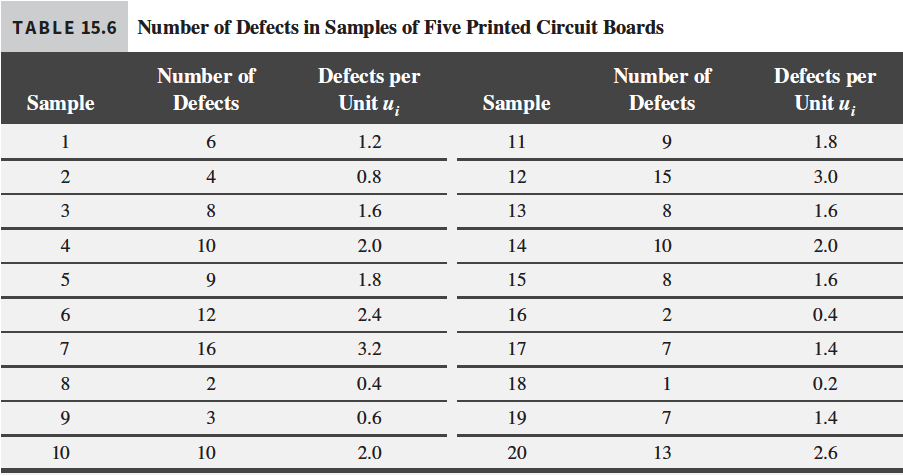 TABLE 15.6 Number of Defects in Samples of Five Printed Circuit Boards
Number of Defects per Number of Defects per
Sample Defects Unit uᵢ Sample Defects Unit uᵢ
1 6 1.2 11 9 1.8
2 4 0.8 12 15 3.0
3 8 1.6 13 8 1.6
4 10 2.0 14 10 2.0
5 9 1.8 15 8 1.6
6 12 2.4 16 2 0.4
7 16 3.2 17 7 1.4
8 2 0.4 18 1 0.2
9 3 0.6 19 7 1.4
10 10 2.0 20 13 2.6